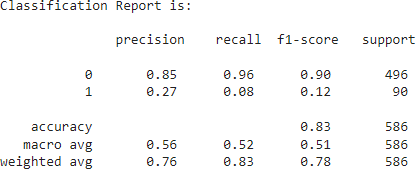 Classification Report is:
precision recall f1-score support
0 0.85 0.96 0.90 496
1 0.27 0.08 0.12 90
accuracy 0.83 586
macro avg 0.56 0.52 0.51 586
weighted avg 0.76 0.83 0.78 586